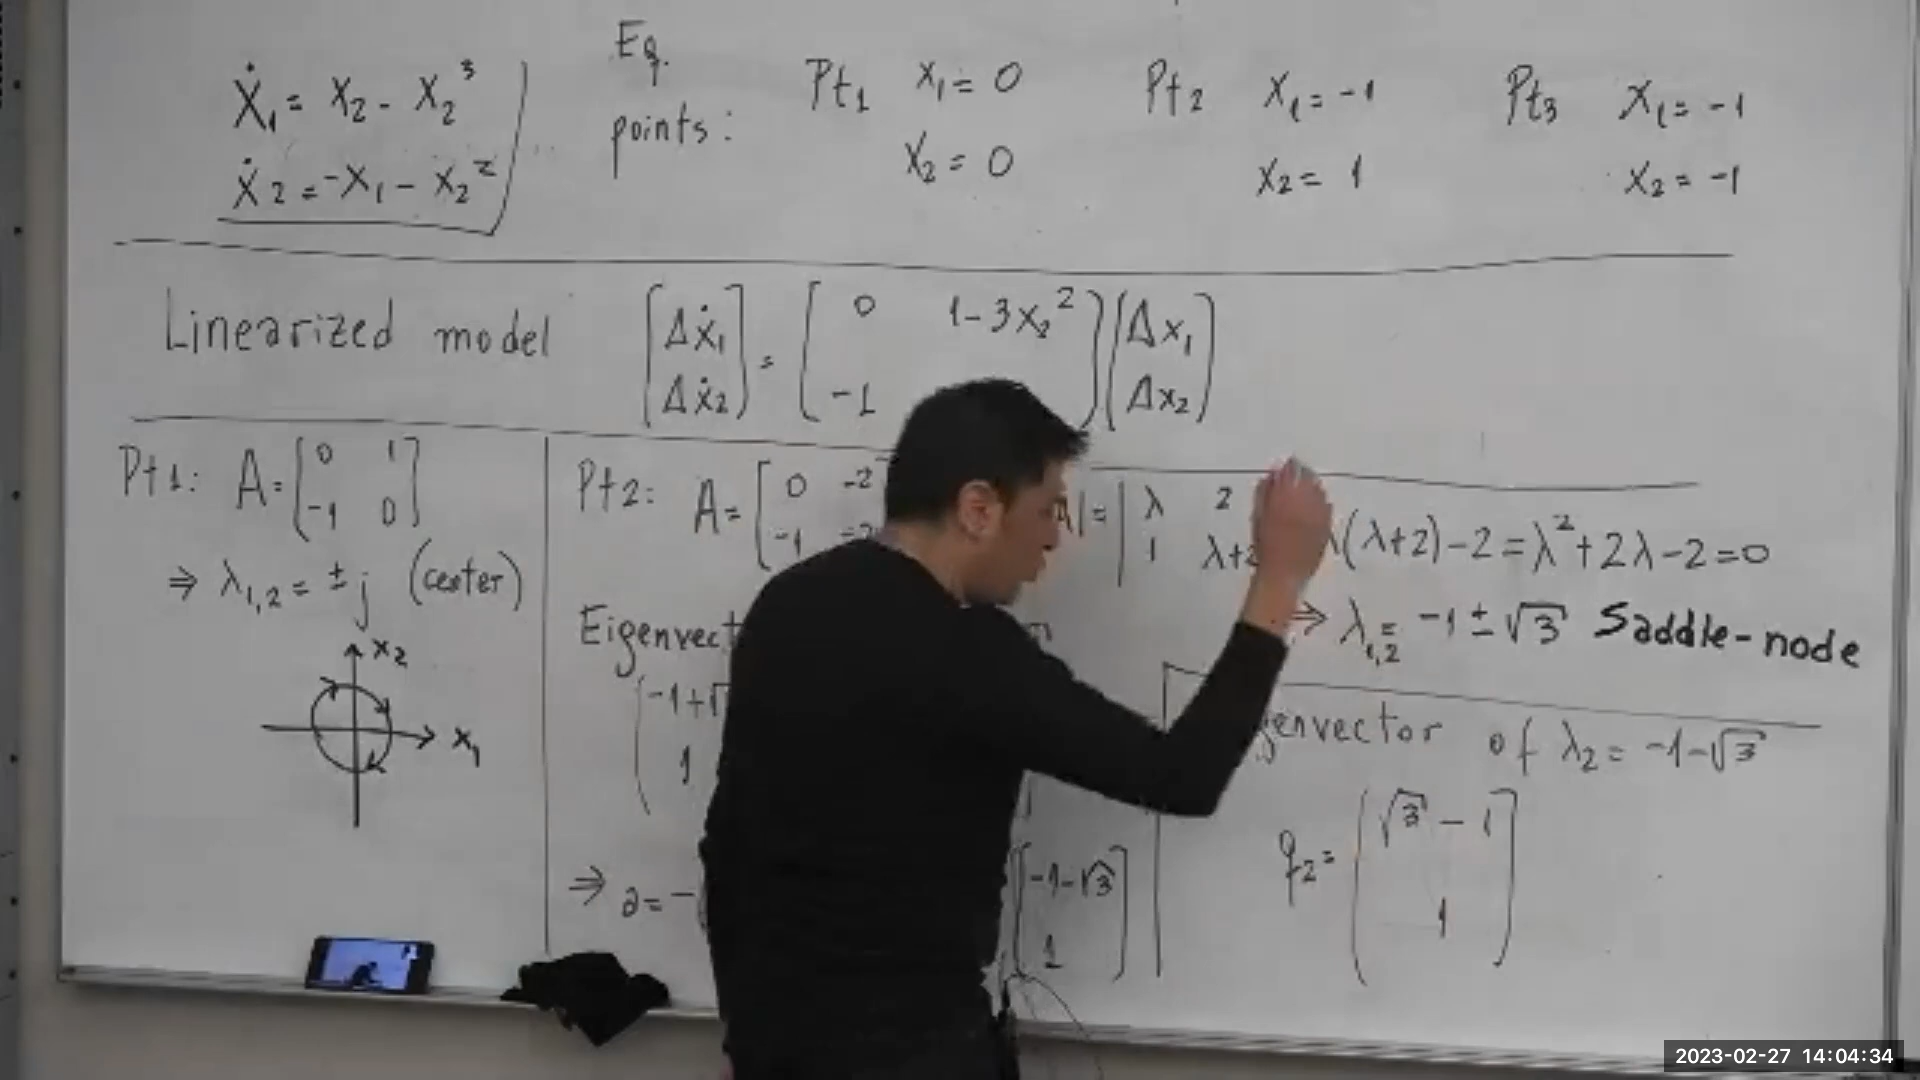 Ẋ₁ = X₂ - X₂³
Ẋ₂ = -X₁ - X₂²
Eq.
points:
Pt₁ X₁ = 0
X₂ = 0
Pt₂ X₁ = -1
X₂ = 1
Pt₃ X₁ = -1
X₂ = -1
Linearized model
[Δẋ₁] = [0 1-3x₂²] [Δx₁]
[Δẋ₂] [-1 ] [Δx₂]
Pt1: A = [0 1]
[-1 0]
⇒ λ₁,₂ = ± j (center)
x₂
x₁
Pt2: A = [0 -2
[-1 -2
A| = |λ 2
|1 λ+2
λ(λ+2)-2 = λ²+2λ-2 = 0
⇒ λ₁,₂ = -1 ± √3 Saddle-node
-1+√
1
⇒ a = -
[-1-√3]
[1]
of λ₂ = -1-√3
q₂ = [√3 - 1]
[1]
2023-02-27 14:04:34